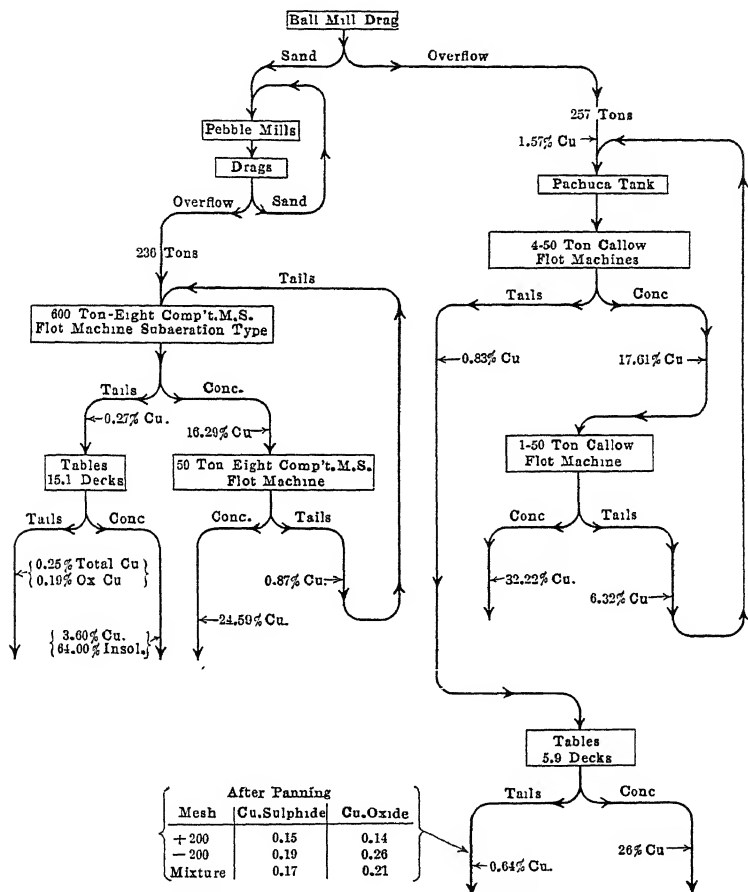 Ball Mill Drag
Sand
Overflow
257 Tons
1.57% Cu
Pebble Mills
Drags
Pachuca Tank
Overflow
Sand
236 Tons
4-50 Ton Callow
Flot Machines
Tails
Tails
Conc
600 Ton-Eight Comp't.M.S.
Flot Machine Subaeration Type
0.83% Cu
17.61% Cu
Tails
Conc.
0.27% Cu.
16.29% Cu
1-50 Ton Callow
Flot Machine
Tables
15.1 Decks
50 Ton Eight Comp't.M.S.
Flot Machine
Tails
Conc
Conc.
Tails
Conc
Tails
0.25% Total Cu
0.19% Ox Cu
0.87% Cu.
32.22% Cu.
6.32% Cu
24.59% Cu.
3.60% Cu.
64.00% Insol.
Tables
5.9 Decks
Tails
Conc
After Panning
Mesh Cu.Sulphide Cu.Oxide
+200 0.15 0.14
-200 0.19 0.26
Mixture 0.17 0.21
0.64% Cu.
26% Cu